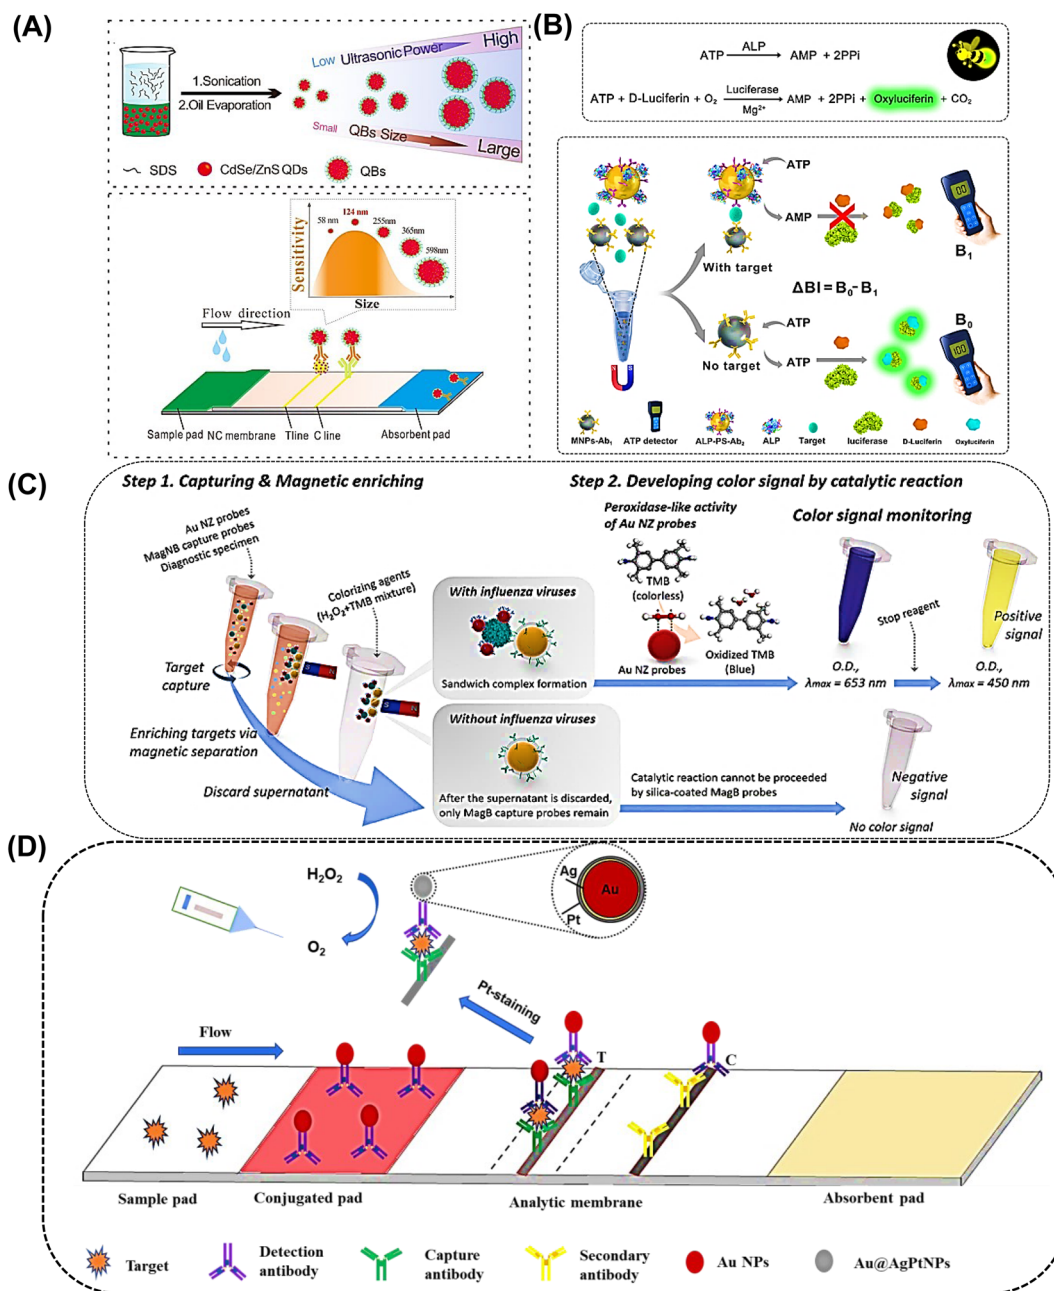 (A)
Low Ultrasonic Power High
1.Sonication
2.Oil Evaporation
Small QBs Size Large
SDS CdSe/ZnS QDs QBs
Sensitivity
58 nm 124 nm 255nm 365nm 598nm
Size
Flow direction
Sample pad NC membrane Tline C line Absorbent pad
(B)
ATP ALP AMP + 2PPi
ATP + D-Luciferin + O₂ Luciferase Mg²⁺ AMP + 2PPi + Oxyluciferin + CO₂
ATP
AMP
With target
00
B₁
ΔBI = B₀-B₁
No target
ATP
ATP
100
B₀
MNPs-Ab₁ ATP detector ALP-PS-Ab₂ ALP Target luciferase D-Luciferin Oxyluciferin
(C)
Step 1. Capturing & Magnetic enriching
Au NZ probes
MagNB capture probes
Diagnostic specimen
Colorizing agents
(H₂O₂+TMB mixture)
Target
capture
Enriching targets via
magnetic separation
Discard supernatant
With influenza viruses
Sandwich complex formation
Without influenza viruses
After the supernatant is discarded,
only MagB capture probes remain
Step 2. Developing color signal by catalytic reaction
Peroxidase-like activity
of Au NZ probes
TMB
(colorless)
Au NZ probes
Oxidized TMB
(Blue)
Color signal monitoring
Stop reagent
Positive
signal
O.D.,
λmax = 653 nm
O.D.,
λmax = 450 nm
Catalytic reaction cannot be proceeded
by silica-coated MagB probes
Negative
signal
No color signal
(D)
H₂O₂
O₂
Ag
Au
Pt
Pt-staining
Flow
T
C
Sample pad Conjugated pad Analytic membrane Absorbent pad
Target
Detection
antibody
Capture
antibody
Secondary
antibody
Au NPs
Au@AgPtNPs